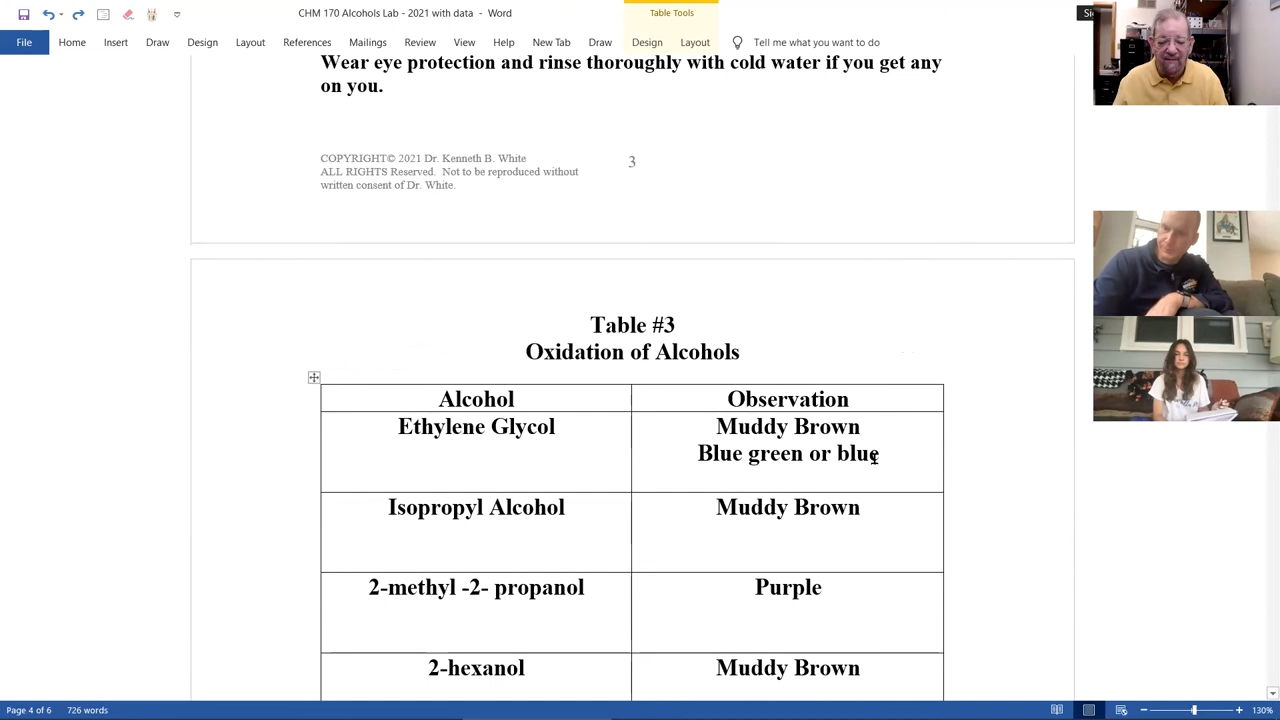 CHM 170 Alcohols Lab - 2021 with data - Word
Table Tools
File Home Insert Draw Design Layout References Mailings Review View Help New Tab Draw Design Layout Tell me what you want to do
Wear eye protection and rinse thoroughly with cold water if you get any
on you.
COPYRIGHT© 2021 Dr. Kenneth B. White
3
ALL RIGHTS Reserved. Not to be reproduced without
written consent of Dr. White.
Table #3
Oxidation of Alcohols
Alcohol Observation
Ethylene Glycol Muddy Brown
Blue green or blue
Isopropyl Alcohol Muddy Brown
2-methyl -2- propanol Purple
2-hexanol Muddy Brown
Page 4 of 6 726 words 130%